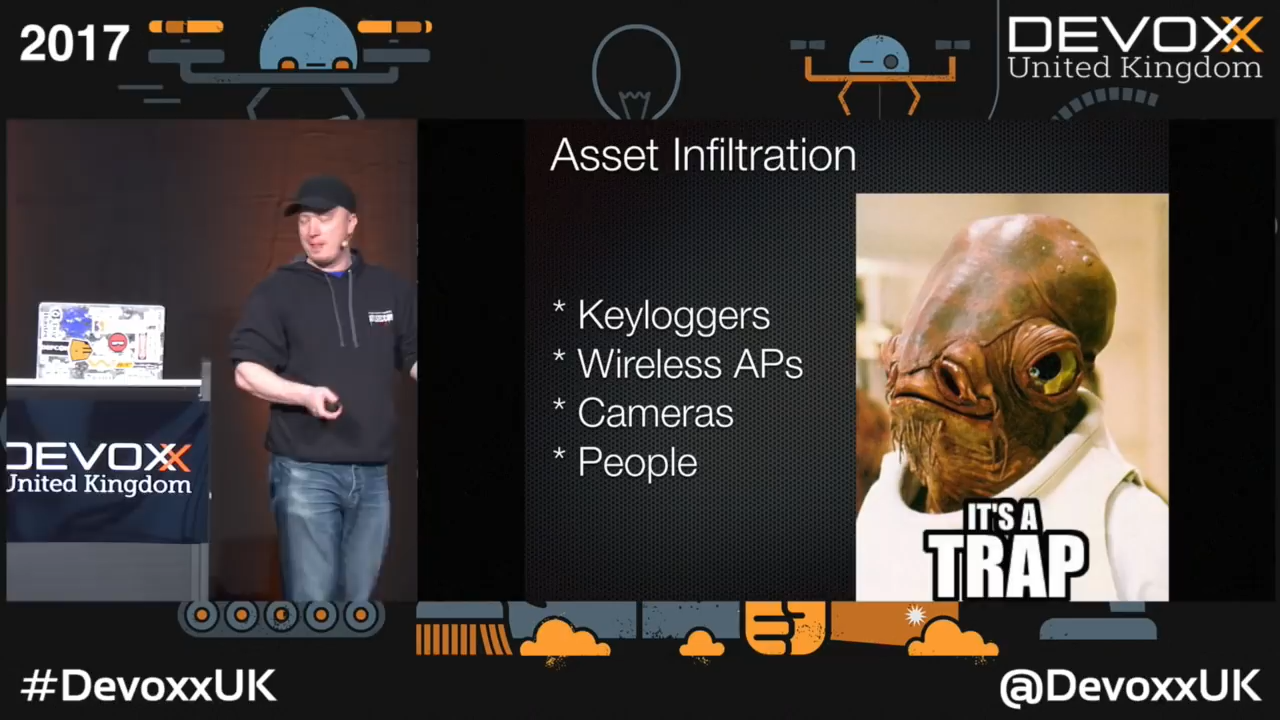 2017
DEVOXX
United Kingdom
Asset Infiltration
* Keyloggers
* Wireless APs
* Cameras
* People
IT'S A
TRAP
DEVOXX
United Kingdom
#DevoxxUK
@DevoxxUK